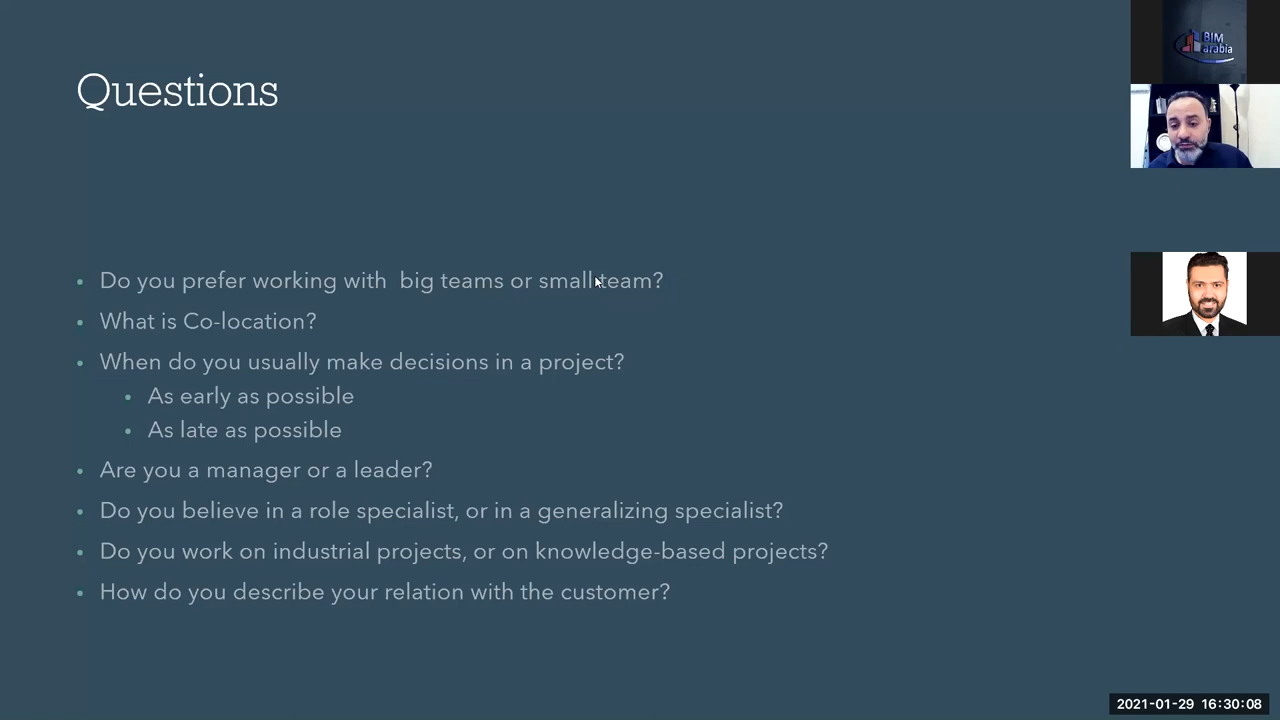 Questions
Do you prefer working with  big teams or small team?
What is Co-location?
When do you usually make decisions in a project?
As early as possible
As late as possible
Are you a manager or a leader?
Do you believe in a role specialist, or in a generalizing specialist?
Do you work on industrial projects, or on knowledge-based projects?
How do you describe your relation with the customer?
BIM
arabia
2021-01-29 16:30:08